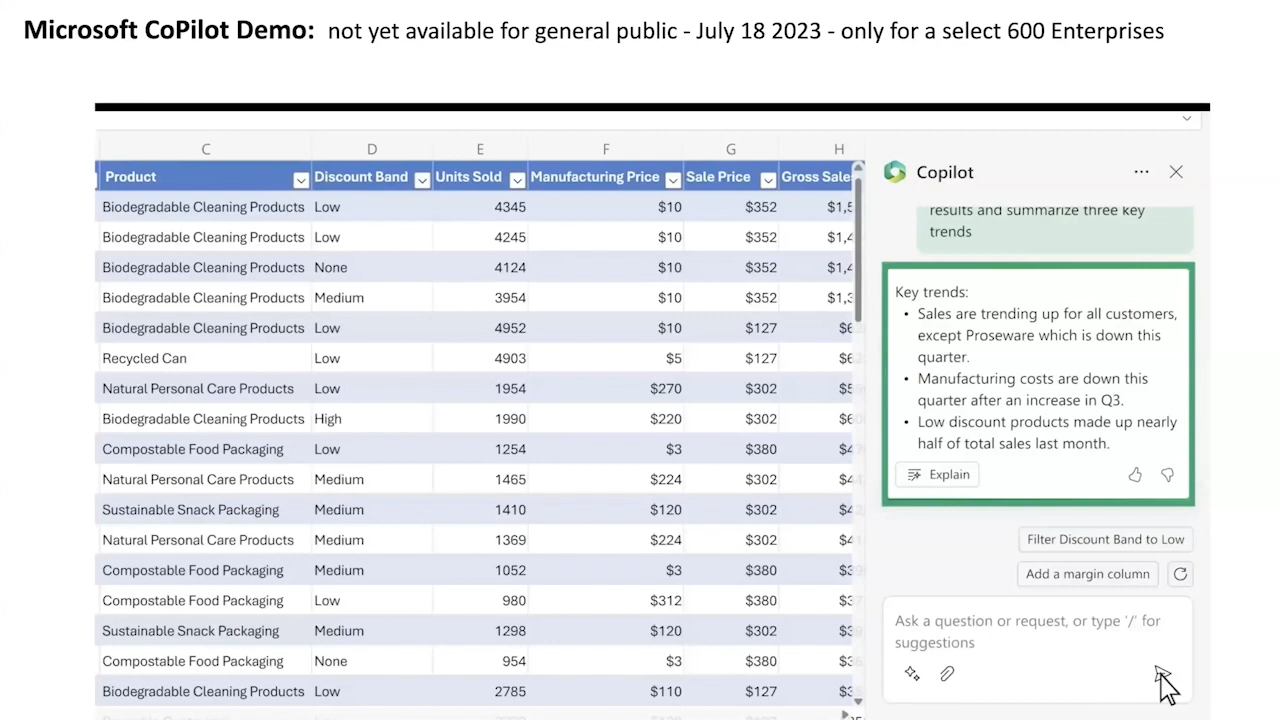 Microsoft CoPilot Demo: not yet available for general public - July 18 2023 - only for a select 600 Enterprises
C D E F G H
Product Discount Band Units Sold Manufacturing Price Sale Price Gross Sales
Biodegradable Cleaning Products Low 4345 $10 $352
Biodegradable Cleaning Products Low 4245 $10 $352
Biodegradable Cleaning Products None 4124 $10 $352
Biodegradable Cleaning Products Medium 3954 $10 $352
Biodegradable Cleaning Products Low 4952 $10 $127
Recycled Can Low 4903 $5 $127
Natural Personal Care Products Low 1954 $270 $302
Biodegradable Cleaning Products High 1990 $220 $302
Compostable Food Packaging Low 1254 $3 $380
Natural Personal Care Products Medium 1465 $224 $302
Sustainable Snack Packaging Medium 1410 $120 $302
Natural Personal Care Products Medium 1369 $224 $302
Compostable Food Packaging Medium 1052 $3 $380
Compostable Food Packaging Low 980 $312 $380
Sustainable Snack Packaging Medium 1298 $120 $302
Compostable Food Packaging None 954 $3 $380
Biodegradable Cleaning Products Low 2785 $110 $127
Copilot
results and summarize three key
trends
Key trends:
• Sales are trending up for all customers,
except Proseware which is down this
quarter.
• Manufacturing costs are down this
quarter after an increase in Q3.
• Low discount products made up nearly
half of total sales last month.
Explain
Filter Discount Band to Low
Add a margin column
Ask a question or request, or type '/' for
suggestions